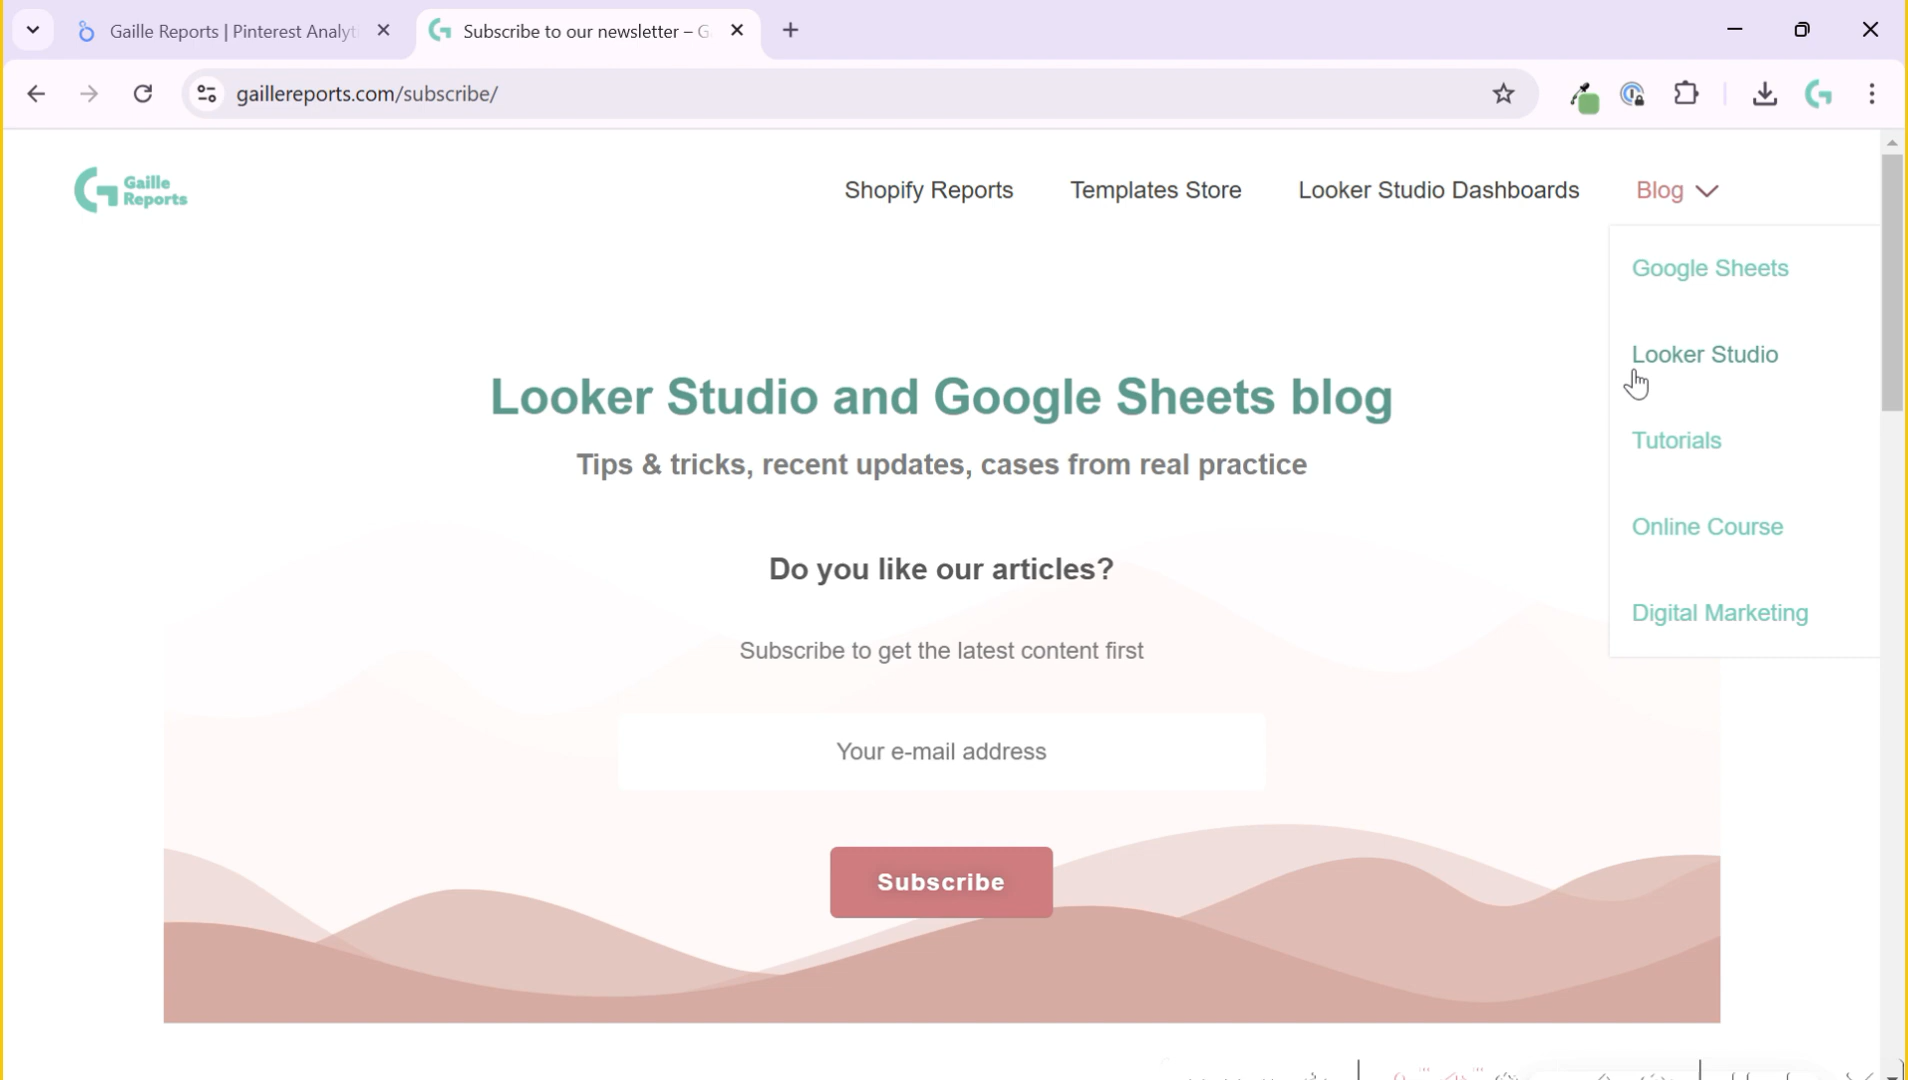 Gaille Reports | Pinterest Analyt
Subscribe to our newsletter – G
gaillereports.com/subscribe/
Gaille
Reports
Shopify Reports
Templates Store
Looker Studio Dashboards
Blog
Google Sheets
Looker Studio
Tutorials
Online Course
Digital Marketing
Looker Studio and Google Sheets blog
Tips & tricks, recent updates, cases from real practice
Do you like our articles?
Subscribe to get the latest content first
Your e-mail address
Subscribe